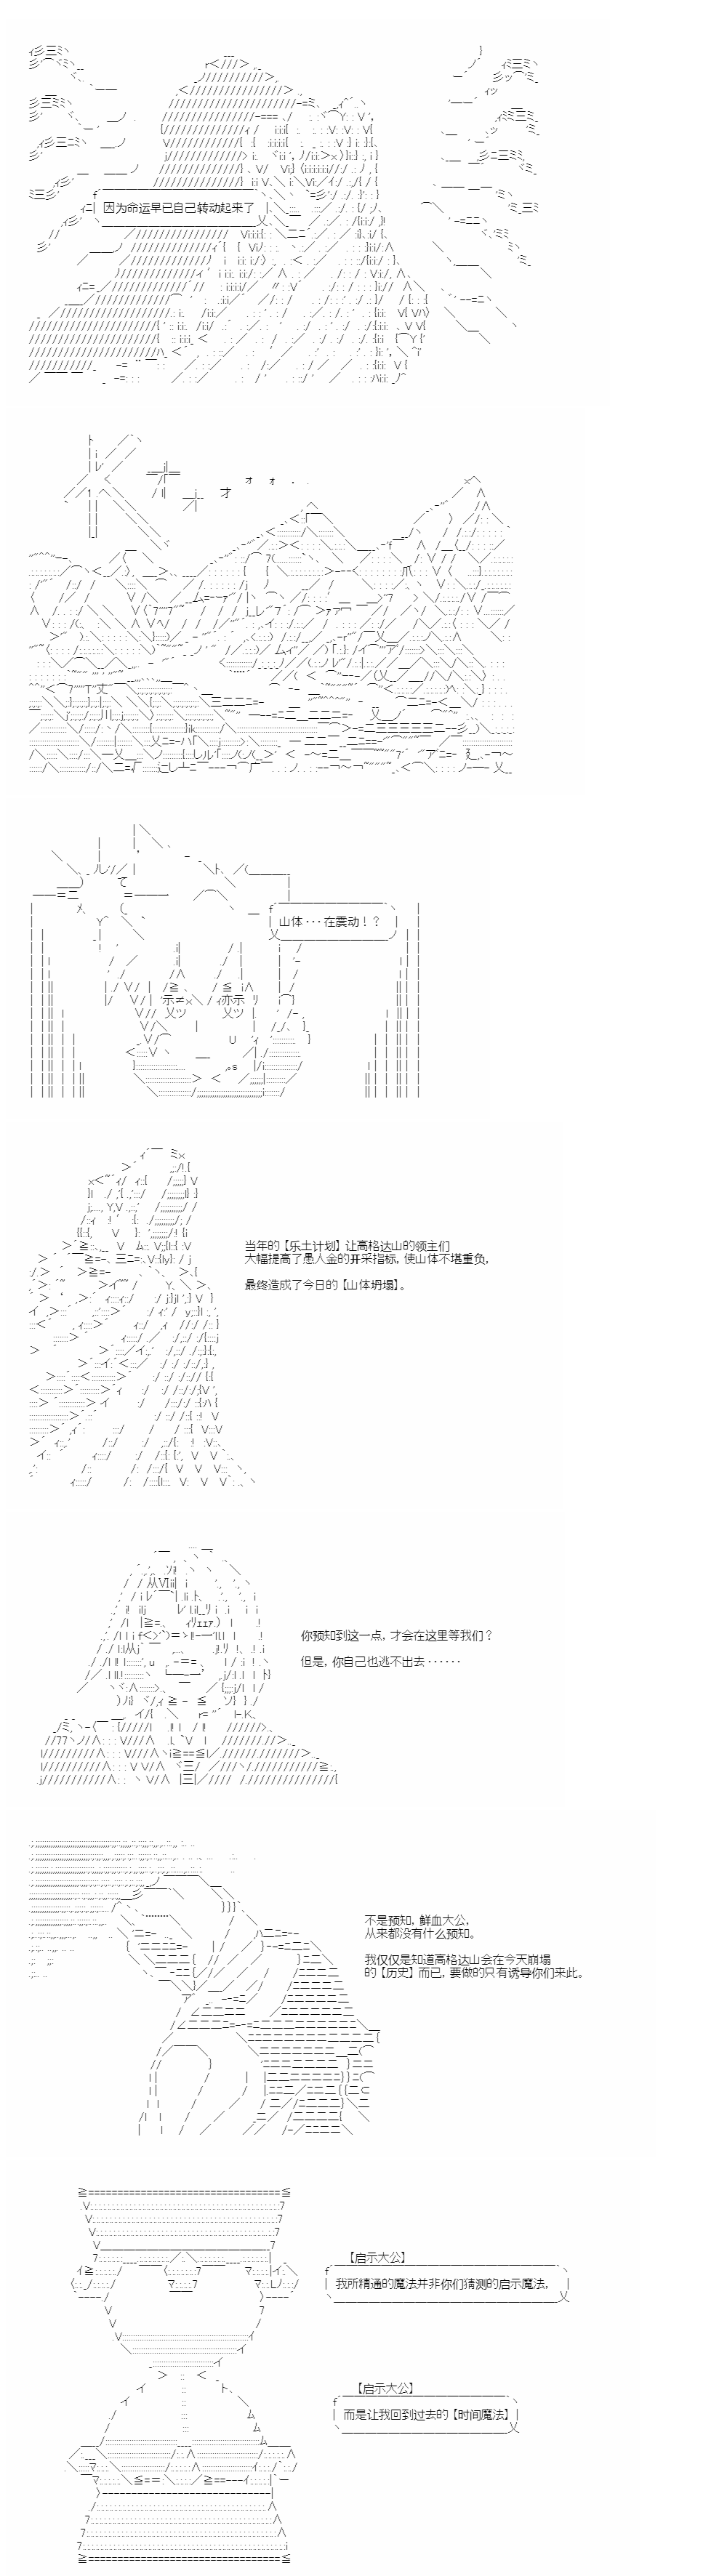 因为命运早已自己转动起来了
山体···在震动！？
当年的【乐土计划】让高格达山的领主们
大幅提高了愚人金的开采指标，使山体不堪重负，
最终造成了今日的【山体坍塌】。
你预知到这一点，才会在这里等我们？
但是，你自己也逃不出去······
不是预知，鲜血大公，
从来都没有什么预知。
我仅仅是知道高格达山会在今天崩塌
的【历史】而已，要做的只有诱导你们来此。
【启示大公】
我所精通的魔法并非你们猜测的启示魔法，
【启示大公】
而是让我回到过去的【时间魔法】